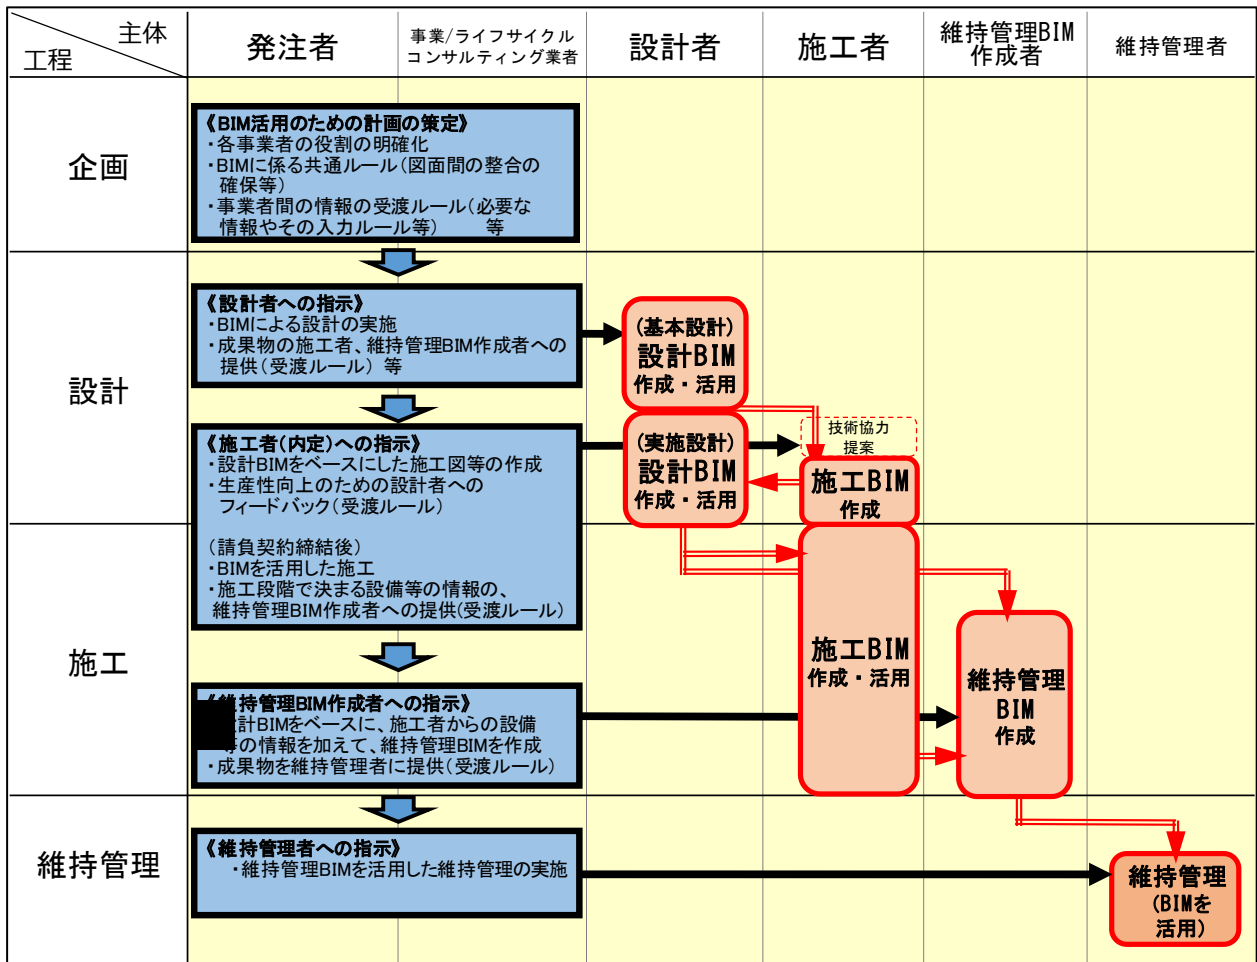 主体
工程
発注者
事業/ライフサイクル
コンサルティング業者
設計者
施工者
維持管理BIM
作成者
維持管理者
企画
《BIM活用のための計画の策定》
・各事業者の役割の明確化
・BIMに係る共通ルール(図面間の整合の
確保等)
・事業者間の情報の受渡ルール(必要な
情報やその入力ルール等) 等
設計
《設計者への指示》
・BIMによる設計の実施
・成果物の施工者、維持管理BIM作成者への
提供(受渡ルール) 等
(基本設計)
設計BIM
作成・活用
《施工者(内定)への指示》
・設計BIMをベースにした施工図等の作成
・生産性向上のための設計者への
フィードバック(受渡ルール)
(実施設計)
設計BIM
作成・活用
技術協力
提案
施工BIM
作成
施工
(請負契約締結後)
・BIMを活用した施工
・施工段階で決まる設備等の情報の、
維持管理BIM作成者への提供(受渡ルール)
施工BIM
作成・活用
維持管理
BIM
作成
維持管理BIM作成者への指示》
計BIMをベースに、施工者からの設備
の情報を加えて、維持管理BIMを作成
・成果物を維持管理者に提供(受渡ルール)
維持管理
《維持管理者への指示》
・維持管理BIMを活用した維持管理の実施
維持管理
(BIMを
活用)